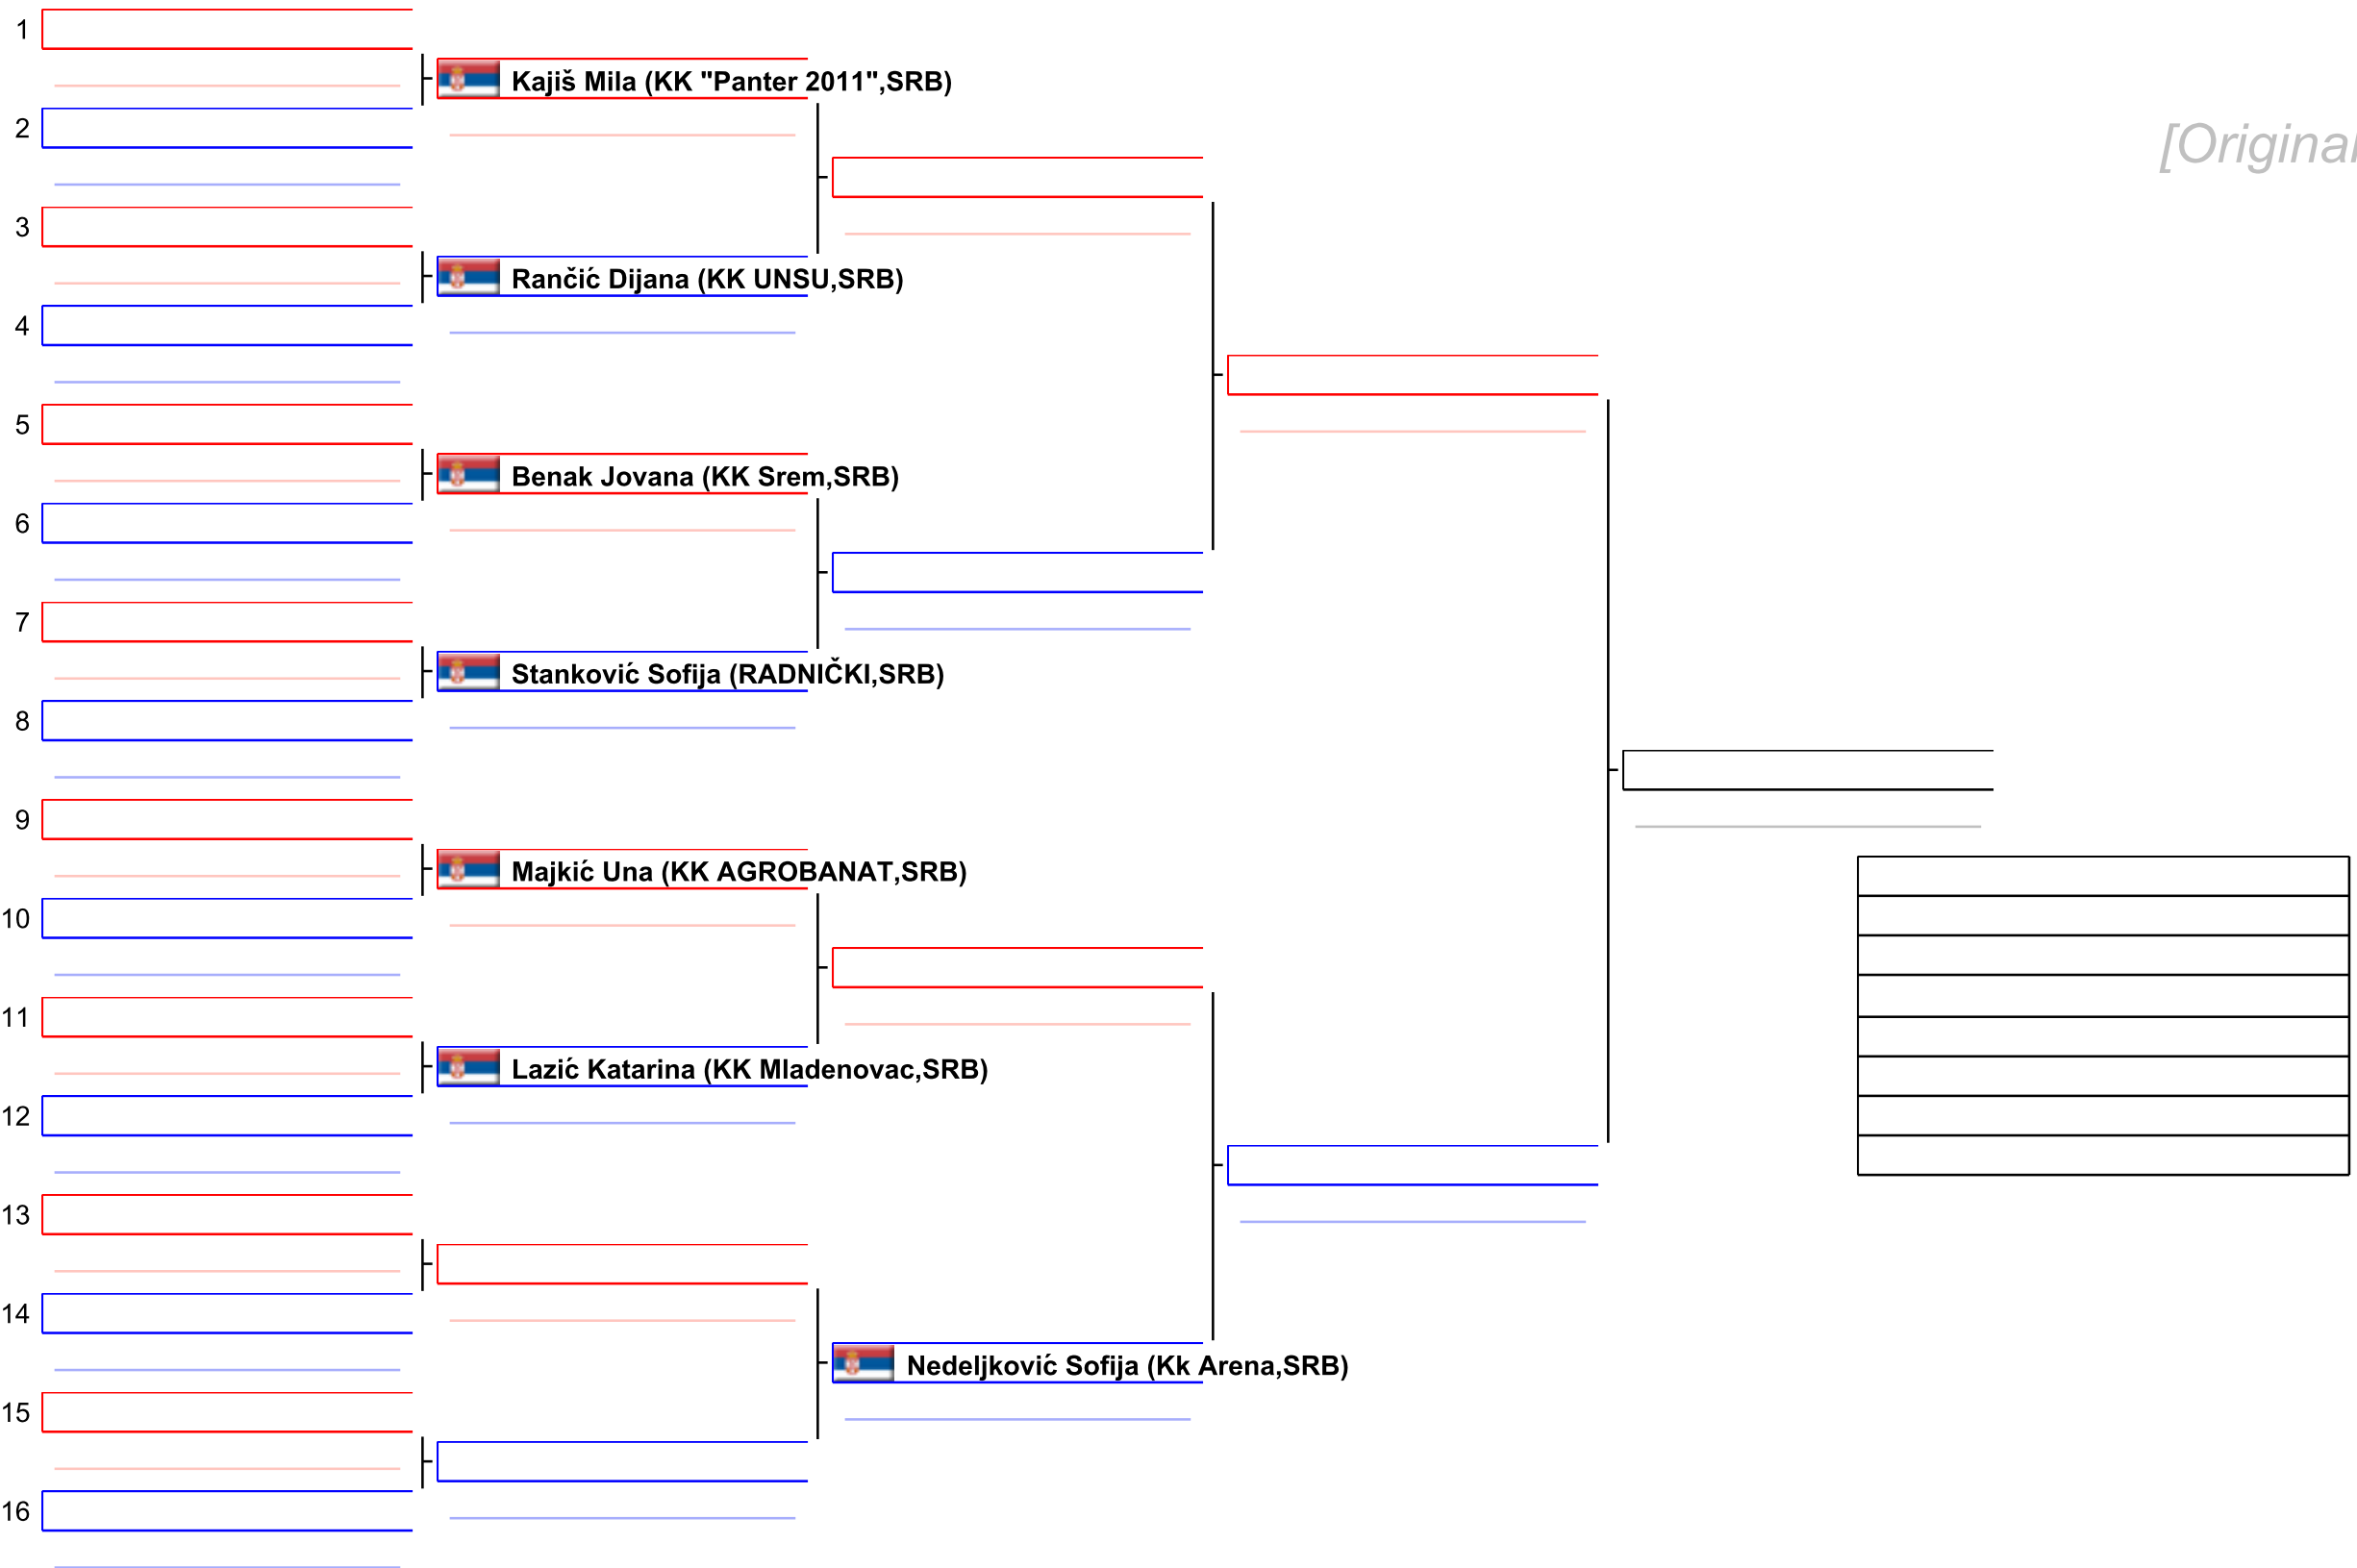 1
Kajiš Mila (KK "Panter 2011",SRB)
2
[Original
3
Rančić Dijana (KK UNSU,SRB)
4
5
Benak Jovana (KK Srem,SRB)
6
7
Stanković Sofija (RADNIČKI,SRB)
8
9
Majkić Una (KK AGROBANAT,SRB)
10
11
Lazić Katarina (KK Mladenovac,SRB)
12
13
14
Nedeljković Sofija (Kk Arena,SRB)
15
16